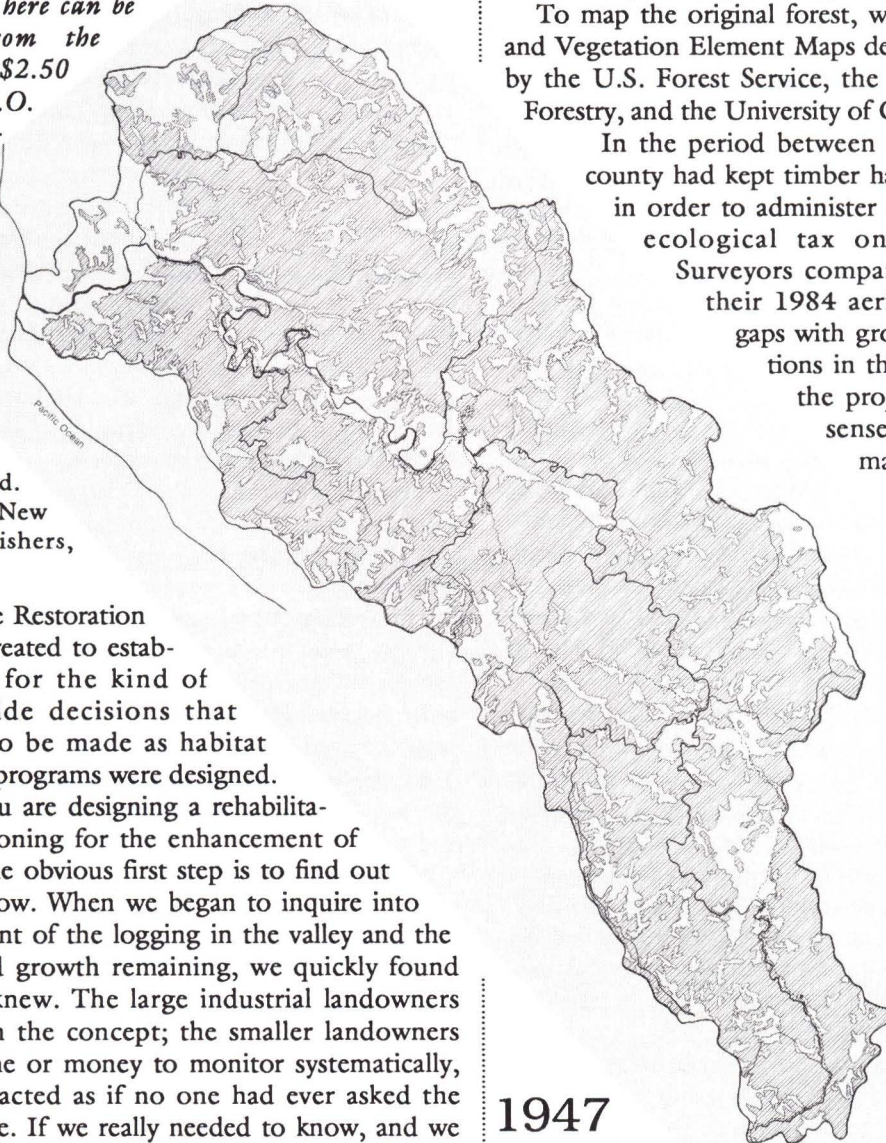 here can be
om the
$2.50
.O.
To map the original forest, w
and Vegetation Element Maps de
by the U.S. Forest Service, the
Forestry, and the University of
In the period between
county had kept timber ha
in order to administer
ecological tax on
Surveyors compa
their 1984 aer
gaps with gro
tions in th
the pro
sense
ma
Pacific Ocean
d.
New
ishers,
e Restoration
reated to estab-
for the kind of
de decisions that
o be made as habitat
programs were designed.
u are designing a rehabilita-
oning for the enhancement of
e obvious first step is to find out
ow. When we began to inquire into
nt of the logging in the valley and the
l growth remaining, we quickly found
knew. The large industrial landowners
n the concept; the smaller landowners
ne or money to monitor systematically,
acted as if no one had ever asked the
e. If we really needed to know, and we
1947